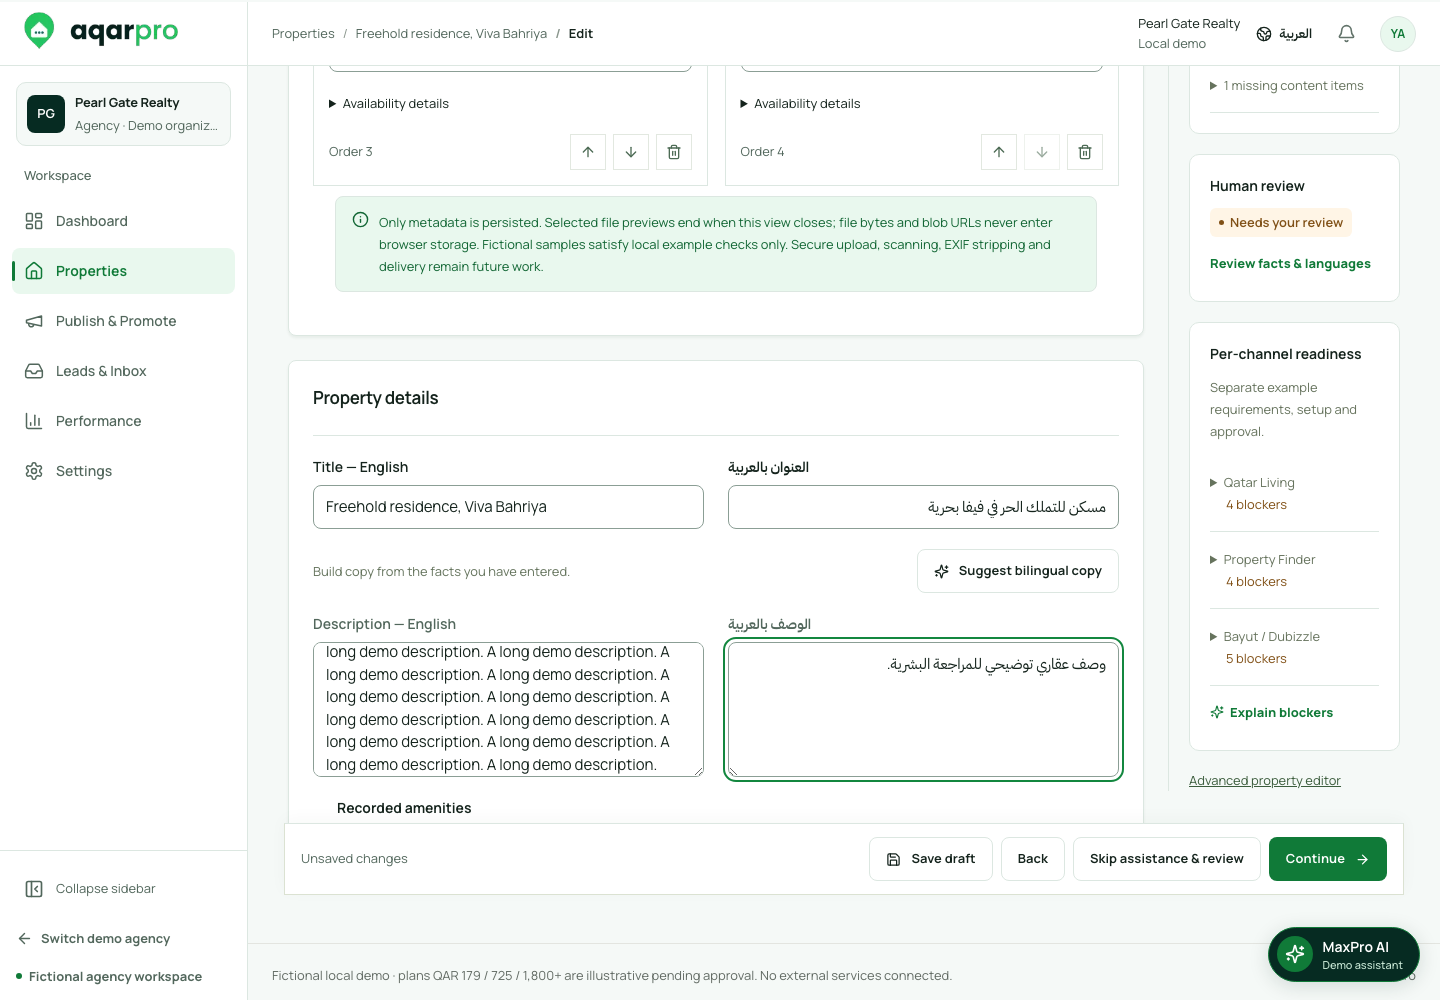 aqarpro
Properties / Freehold residence, Viva Bahriya / Edit
Pearl Gate Realty
Local demo
العربية
YA
PG
Pearl Gate Realty
Agency · Demo organiz...
Workspace
Dashboard
Properties
Publish & Promote
Leads & Inbox
Performance
Settings
Collapse sidebar
Switch demo agency
Fictional agency workspace
Availability details
Order 3
Availability details
Order 4
Only metadata is persisted. Selected file previews end when this view closes; file bytes and blob URLs never enter
browser storage. Fictional samples satisfy local example checks only. Secure upload, scanning, EXIF stripping and
delivery remain future work.
Property details
Title — English
العنوان بالعربية
Freehold residence, Viva Bahriya
مسكن للتملك الحر في فيفا بحرية
Build copy from the facts you have entered.
Suggest bilingual copy
Description — English
الوصف بالعربية
long demo description. A long demo description. A
long demo description. A long demo description. A
long demo description. A long demo description. A
long demo description. A long demo description. A
long demo description. A long demo description. A
long demo description. A long demo description.
وصف عقاري توضيحي للمراجعة البشرية.
Recorded amenities
1 missing content items
Human review
Needs your review
Review facts & languages
Per-channel readiness
Separate example
requirements, setup and
approval.
Qatar Living
4 blockers
Property Finder
4 blockers
Bayut / Dubizzle
5 blockers
Explain blockers
Advanced property editor
Unsaved changes
Save draft
Back
Skip assistance & review
Continue
Fictional local demo · plans QAR 179 / 725 / 1,800+ are illustrative pending approval. No external services connected.
MaxPro AI
Demo assistant